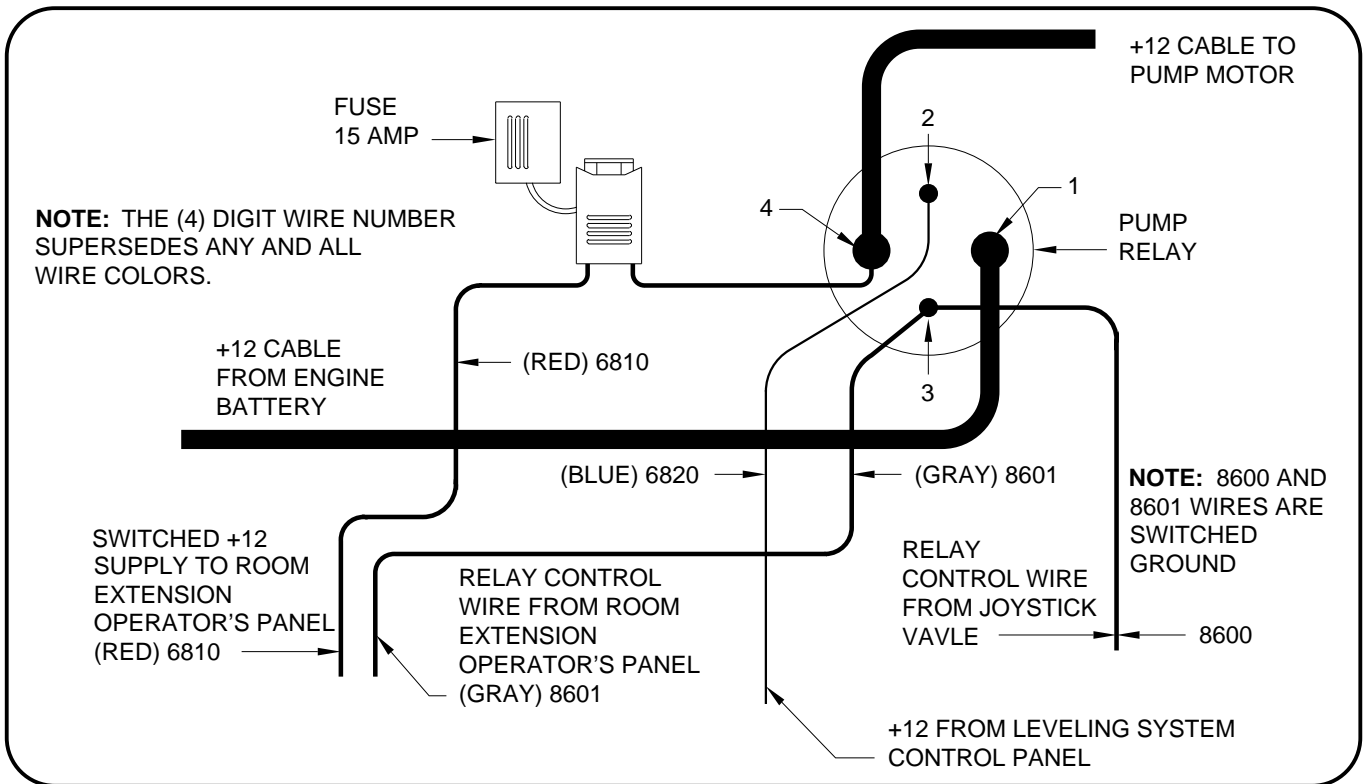 +12 CABLE TO
PUMP MOTOR
FUSE
15 AMP
2
1
4
NOTE: THE (4) DIGIT WIRE NUMBER
SUPERSEDES ANY AND ALL
WIRE COLORS.
PUMP
RELAY
+12 CABLE
FROM ENGINE
BATTERY
(RED) 6810
3
(BLUE) 6820
(GRAY) 8601
NOTE: 8600 AND
8601 WIRES ARE
SWITCHED
GROUND
SWITCHED +12
SUPPLY TO ROOM
EXTENSION
OPERATOR'S PANEL
(RED) 6810
RELAY CONTROL
WIRE FROM ROOM
EXTENSION
OPERATOR'S PANEL
(GRAY) 8601
RELAY
CONTROL WIRE
FROM JOYSTICK
VAVLE
8600
+12 FROM LEVELING SYSTEM
CONTROL PANEL